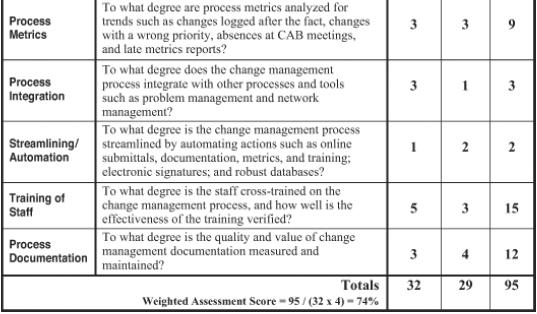 To what degree are process metrics analyzed for
Process Metrics trends such as changes logged after the fact, changes 3 3 9
with a wrong priority, absences at CAB meetings,
and late metrics reports?
To what degree does the change management
Process Integration process integrate with other processes and tools 3 1 3
such as problem management and network
management?
To what degree is the change management process
Streamlining/ Automation streamlined by automating actions such as online 1 2 2
submittals, documentation, metrics, and training;
electronic signatures; and robust databases?
To what degree is the staff cross-trained on the
Training of Staff change management process, and how well is the 5 3 15
effectiveness of the training verified?
To what degree is the quality and value of change
Process Documentation management documentation measured and 3 4 12
maintained?
Totals 32 29 95
Weighted Assessment Score = 95 / (32 x 4) = 74%